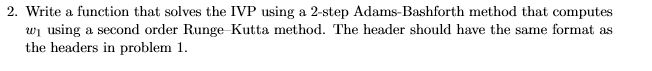 2. Write a function that solves the IVP using a 2-step Adams-Bashforth method that computes
w₁ using a second order Runge-Kutta method. The header should have the same format as
the headers in problem 1.